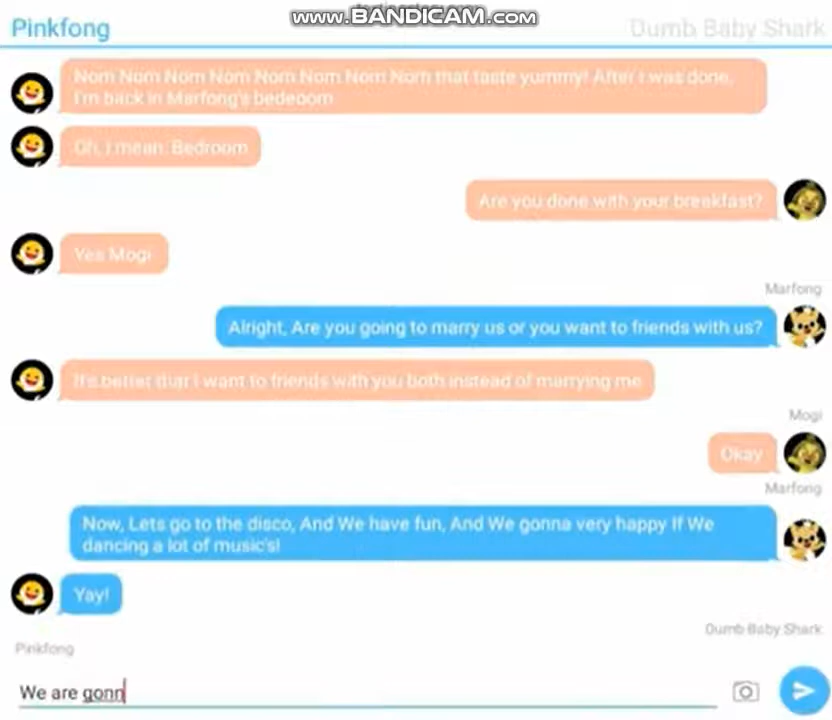 www.BANDICAM.com
Pinkfong
Dumb Baby Shark
Nom Nom Nom Nom Nom Nom Nom Nom that taste yummy! After I was done,
I'm back in Marfong's bedeoom
Oh, I mean: Bedroom
Are you done with your breakfast?
Yes Mogi
Marfong
Alright, Are you going to marry us or you want to friends with us?
It's better that I want to friends with you both instead of marrying me
Mogi
Okay
Marfong
Now, Lets go to the disco, And We have fun, And We gonna very happy If We
dancing a lot of music's!
Yay!
Dumb Baby Shark
Pinkfong
We are gonn